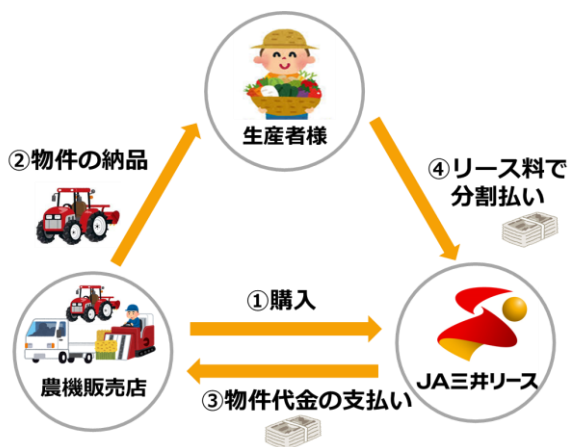 生産者様
②物件の納品
④リース料で
分割払い
①購入
農機販売店
JA三井リース
③物件代金の支払い